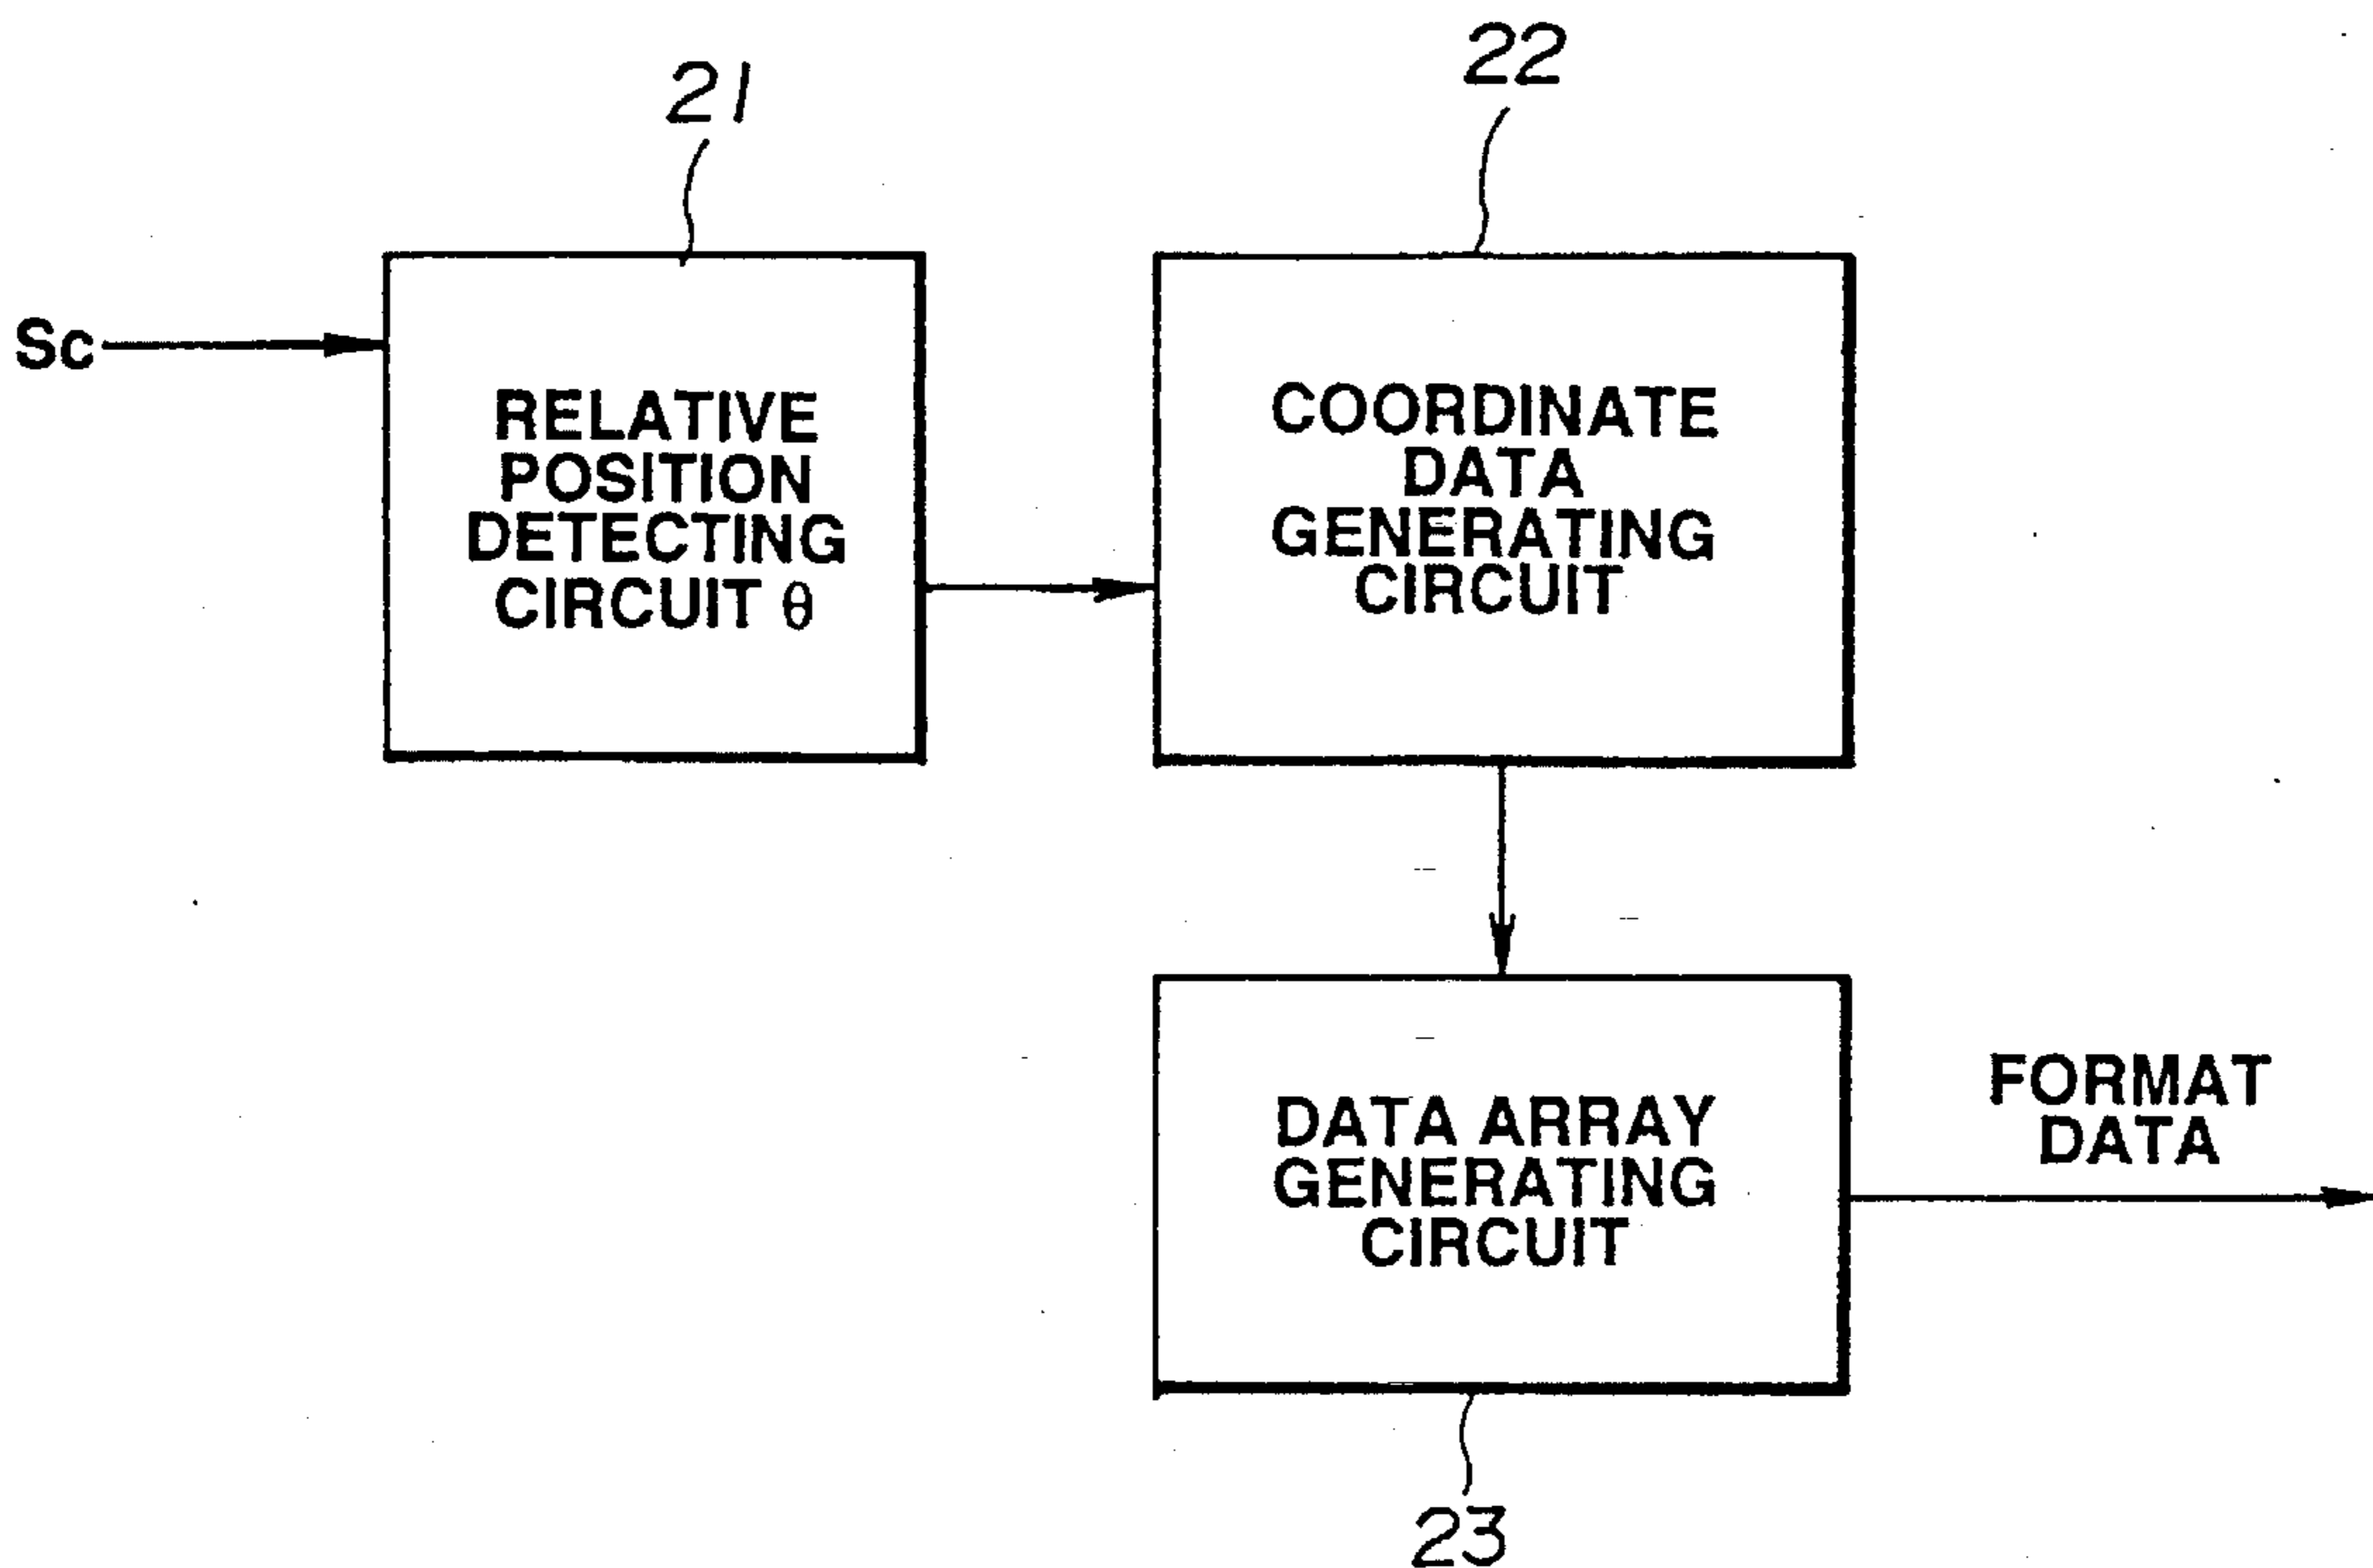 21
22
Sc
RELATIVE
POSITION
DETECTING
CIRCUIT θ
COORDINATE
DATA
GENERATING
CIRCUIT
DATA ARRAY
GENERATING
CIRCUIT
FORMAT
DATA
23